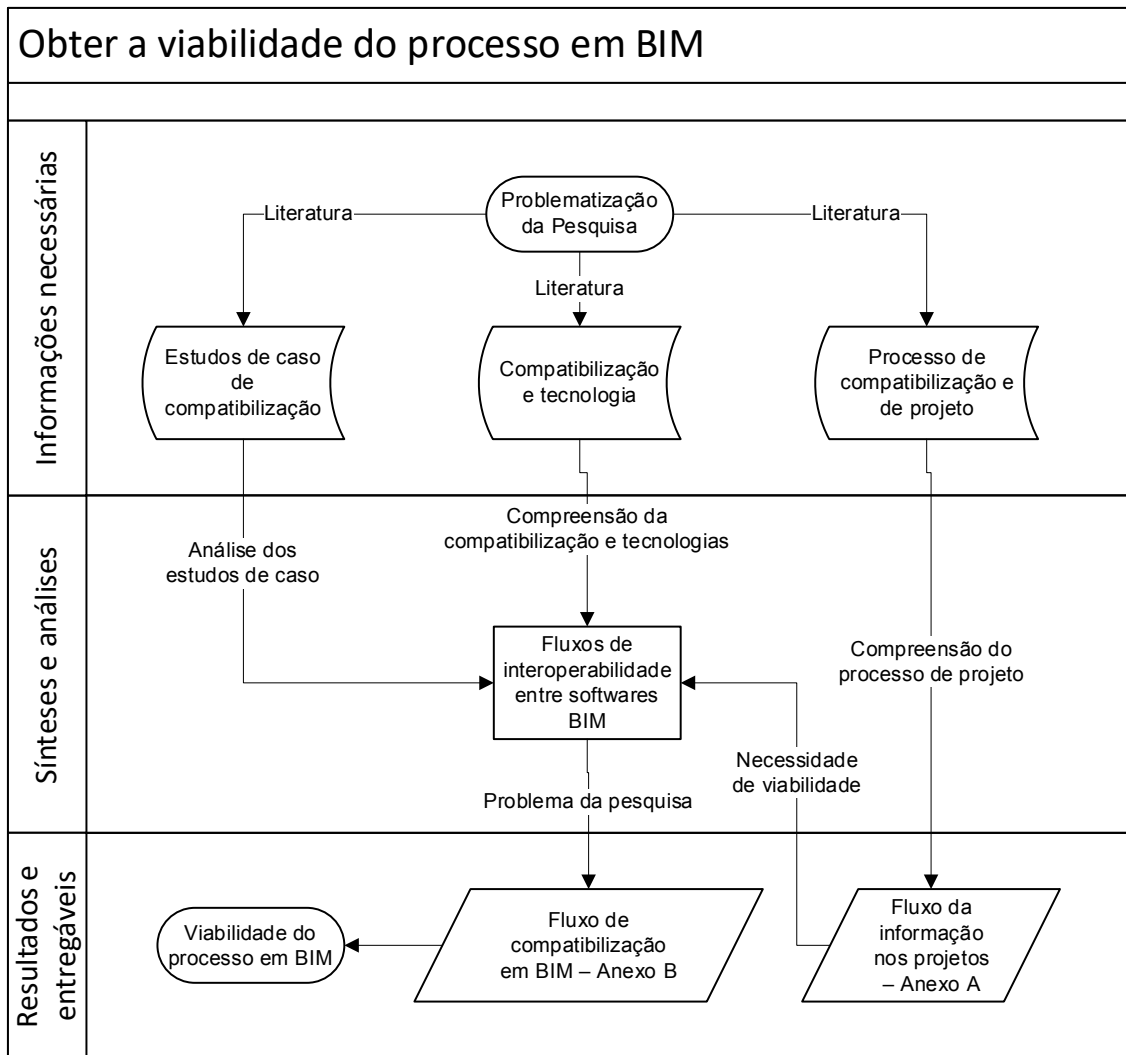 Obter a viabilidade do processo em BIM
Informações necessárias
Problematização
da Pesquisa
Literatura
Literatura
Literatura
Estudos de caso
de
compatibilização
Compatibilização
e tecnologia
Processo de
compatibilização e
de projeto
Sínteses e análises
Compreensão da
compatibilização e tecnologias
Análise dos
estudos de caso
Fluxos de
interoperabilidade
entre softwares
BIM
Compreensão do
processo de projeto
Necessidade
de viabilidade
Problema da pesquisa
Resultados e
entregáveis
Viabilidade do
processo em BIM
Fluxo de
compatibilização
em BIM – Anexo B
Fluxo da
informação
nos projetos
– Anexo A